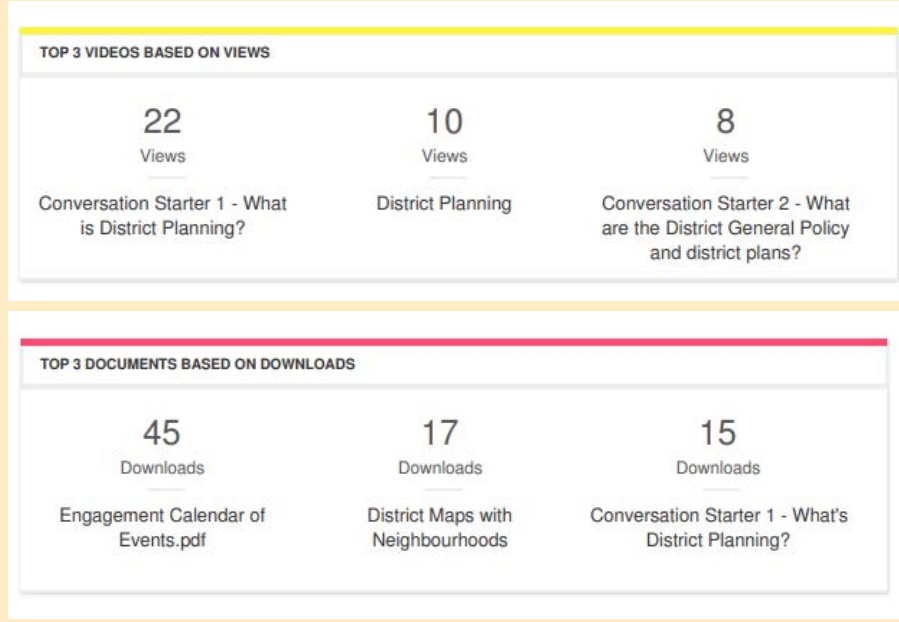 TOP 3 VIDEOS BASED ON VIEWS
22
Views
Conversation Starter 1 - What
is District Planning?
10
Views
District Planning
8
Views
Conversation Starter 2 - What
are the District General Policy
and district plans?
TOP 3 DOCUMENTS BASED ON DOWNLOADS
45
Downloads
Engagement Calendar of
Events.pdf
17
Downloads
District Maps with
Neighbourhoods
15
Downloads
Conversation Starter 1 - What's
District Planning?